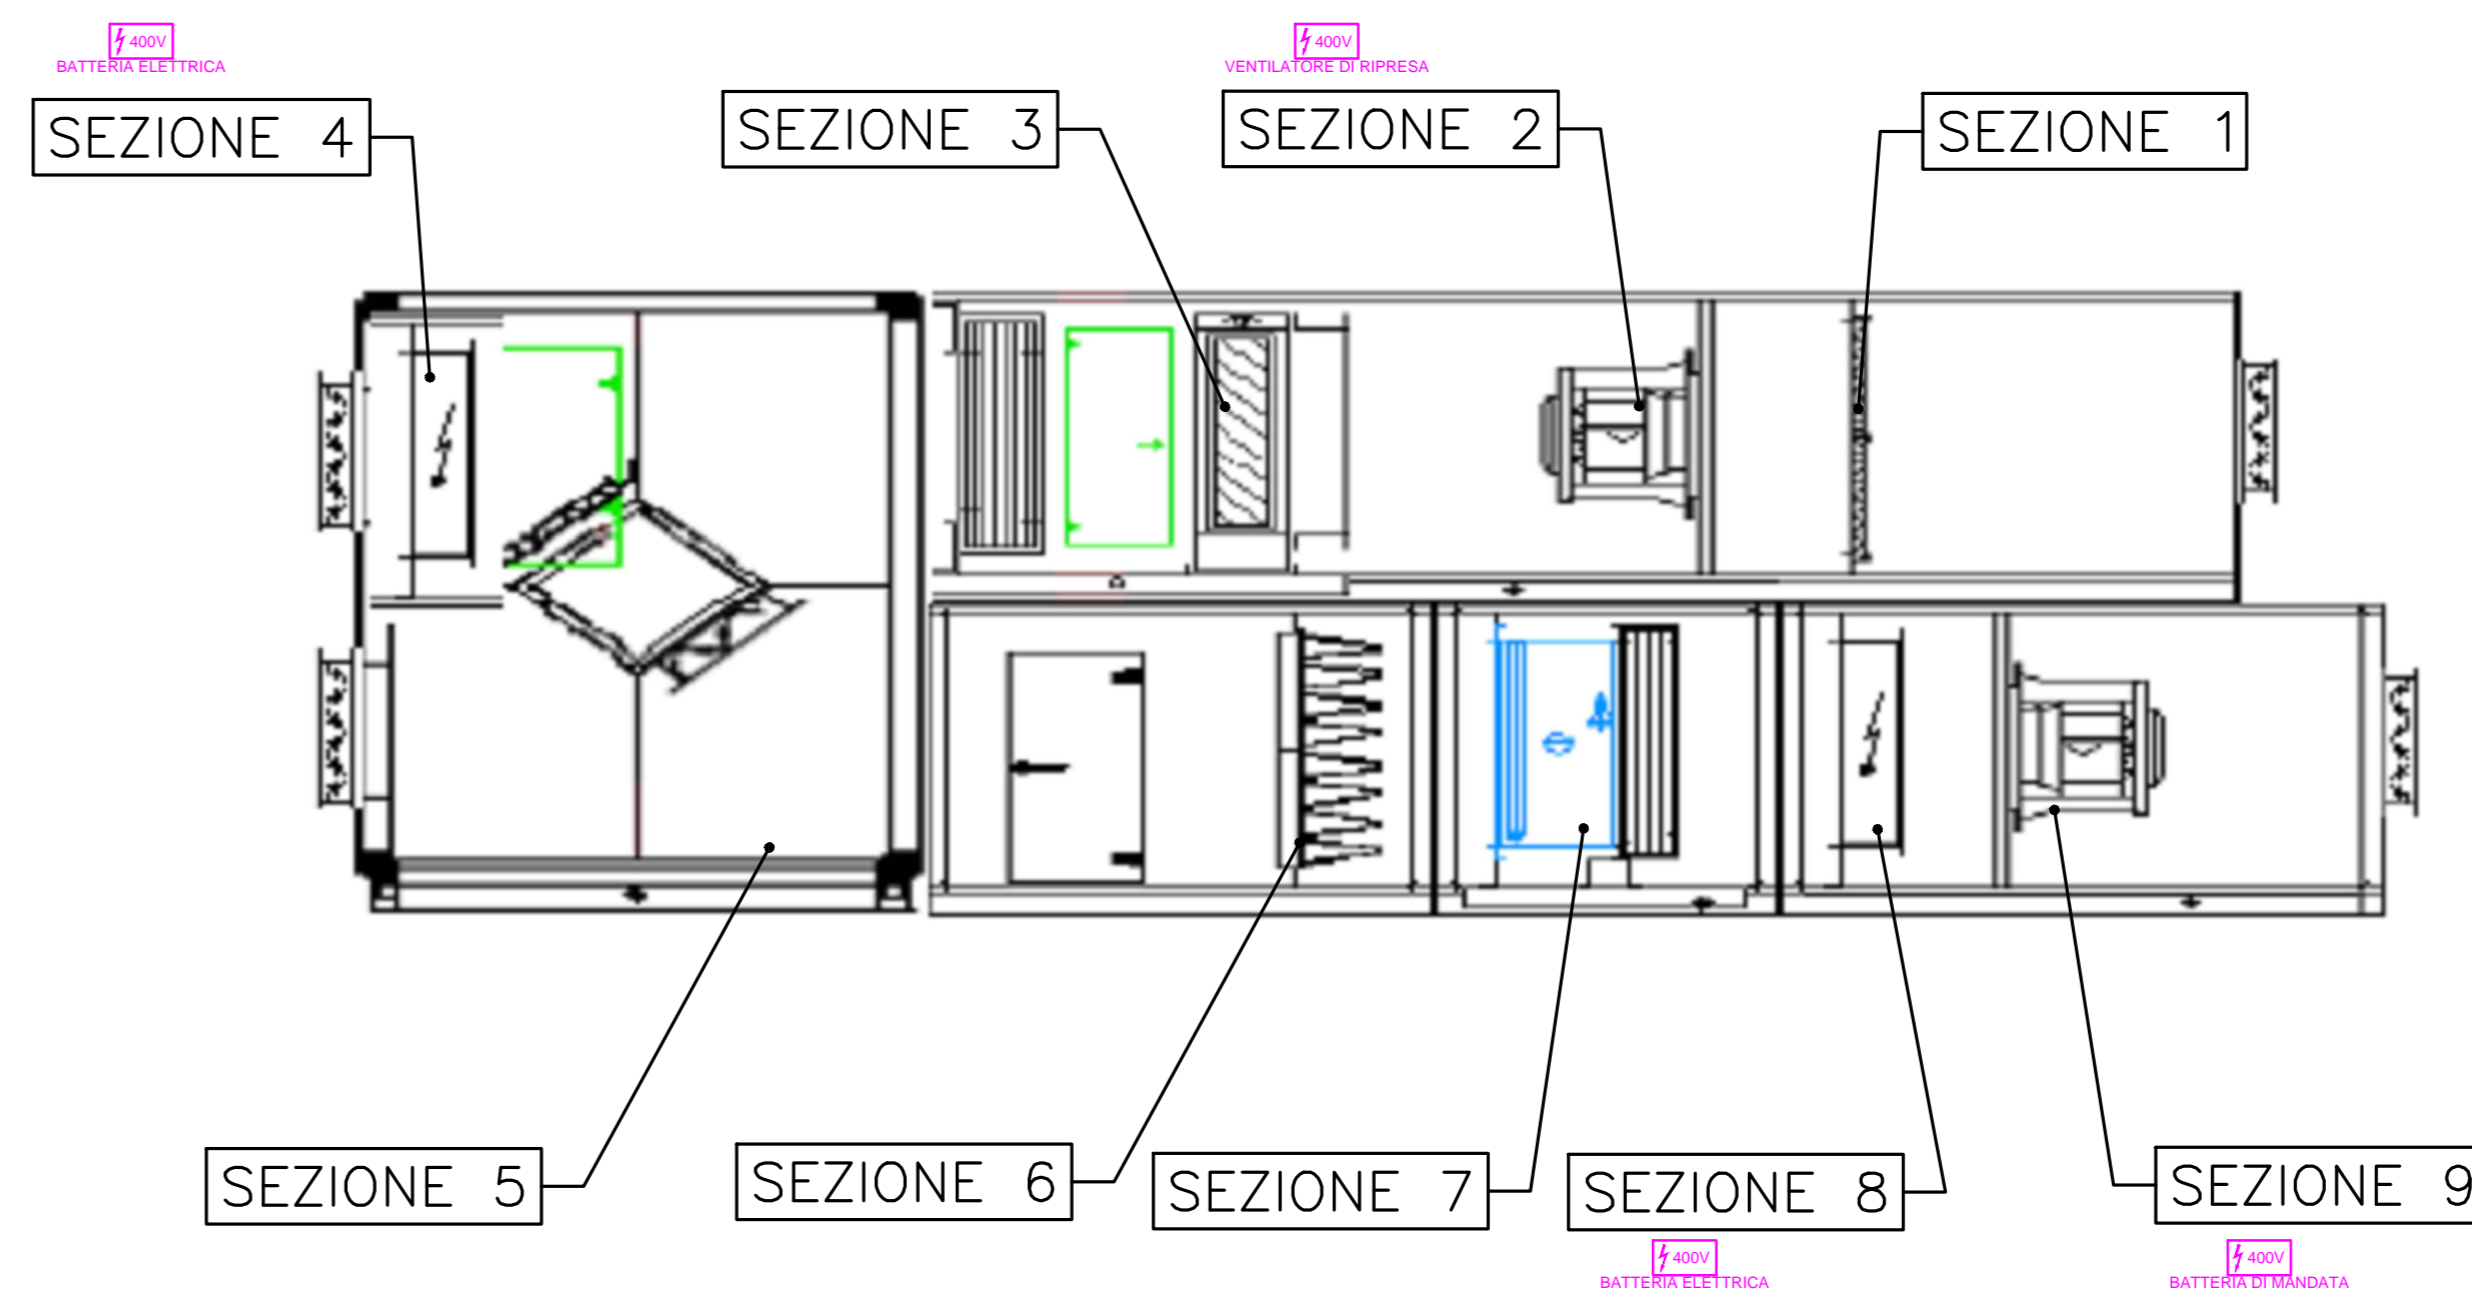 400V
BATTERIA ELETTRICA
400V
VENTILATORE DI RIPRESA
SEZIONE 4
SEZIONE 3
SEZIONE 2
SEZIONE 1
SEZIONE 5
SEZIONE 6
SEZIONE 7
SEZIONE 8
SEZIONE 9
400V
BATTERIA ELETTRICA
400V
BATTERIA DI MANDATA